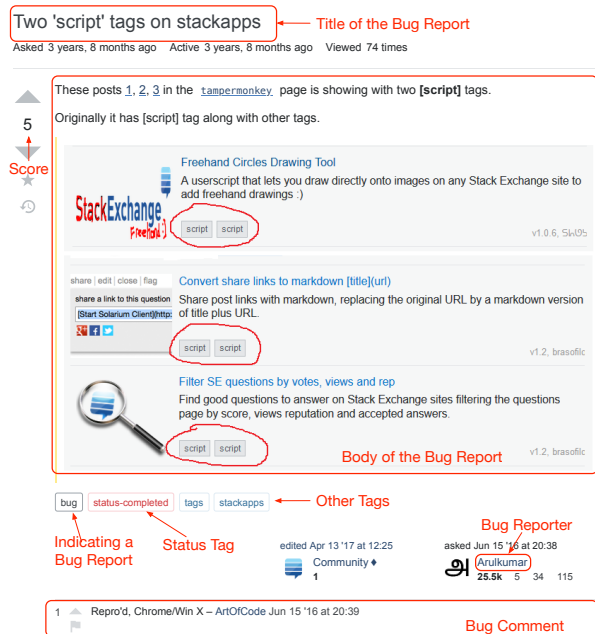 Two 'script' tags on stackapps
Title of the Bug Report
Asked 3 years, 8 months ago Active 3 years, 8 months ago Viewed 74 times
These posts 1, 2, 3 in the tampermonkey page is showing with two [script] tags.
5
Originally it has [script] tag along with other tags.
Score
Freehand Circles Drawing Tool
A userscript that lets you draw directly onto images on any Stack Exchange site to
add freehand drawings :)
StackExchange
Freehand :)
script script
v1.0.6,
share | edit | close | flag
share a link to this question
[Start Solarium Client](http:
Convert share links to markdown [title](url)
Share post links with markdown, replacing the original URL by a markdown version
of title plus URL.
script script
v1.2, brasofilo
Filter SE questions by votes, views and rep
Find good questions to answer on Stack Exchange sites filtering the questions
page by score, views reputation and accepted answers.
script script
Body of the Bug Report
v1.2, brasofilo
bug status-completed tags stackapps
Other Tags
Indicating a
Bug Report
Status Tag
Bug Reporter
edited Apr 13 '17 at 12:25
Community ♦
1
asked Jun 15 '16 at 20:38
அ
Arulkumar
25.5k 5 34 115
1 Repro'd, Chrome/Win X – ArtOfCode Jun 15 '16 at 20:39
Bug Comment